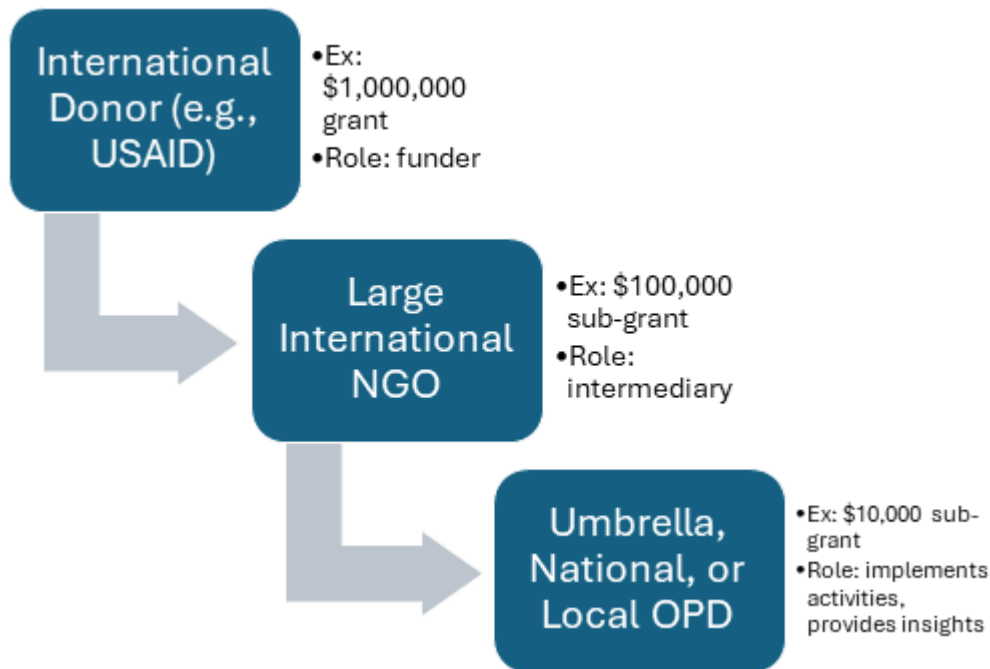 International
Donor (e.g.,
USAID)
•Ex:
$1,000,000
grant
•Role: funder
Large
International
NGO
•Ex: $100,000
sub-grant
•Role:
intermediary
Umbrella,
National, or
Local OPD
•Ex: $10,000 sub-
grant
•Role: implements
activities,
provides insights